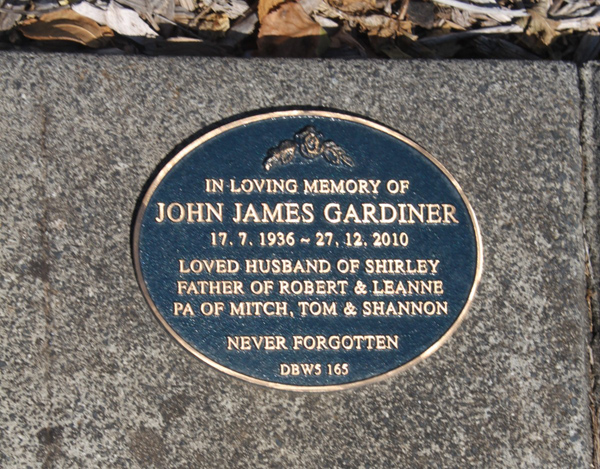 IN LOVING MEMORY OF
JOHN JAMES GARDINER
17. 7. 1936 ~ 27. 12. 2010
LOVED HUSBAND OF SHIRLEY
FATHER OF ROBERT & LEANNE
PA OF MITCH, TOM & SHANNON
NEVER FORGOTTEN
DBW5 165